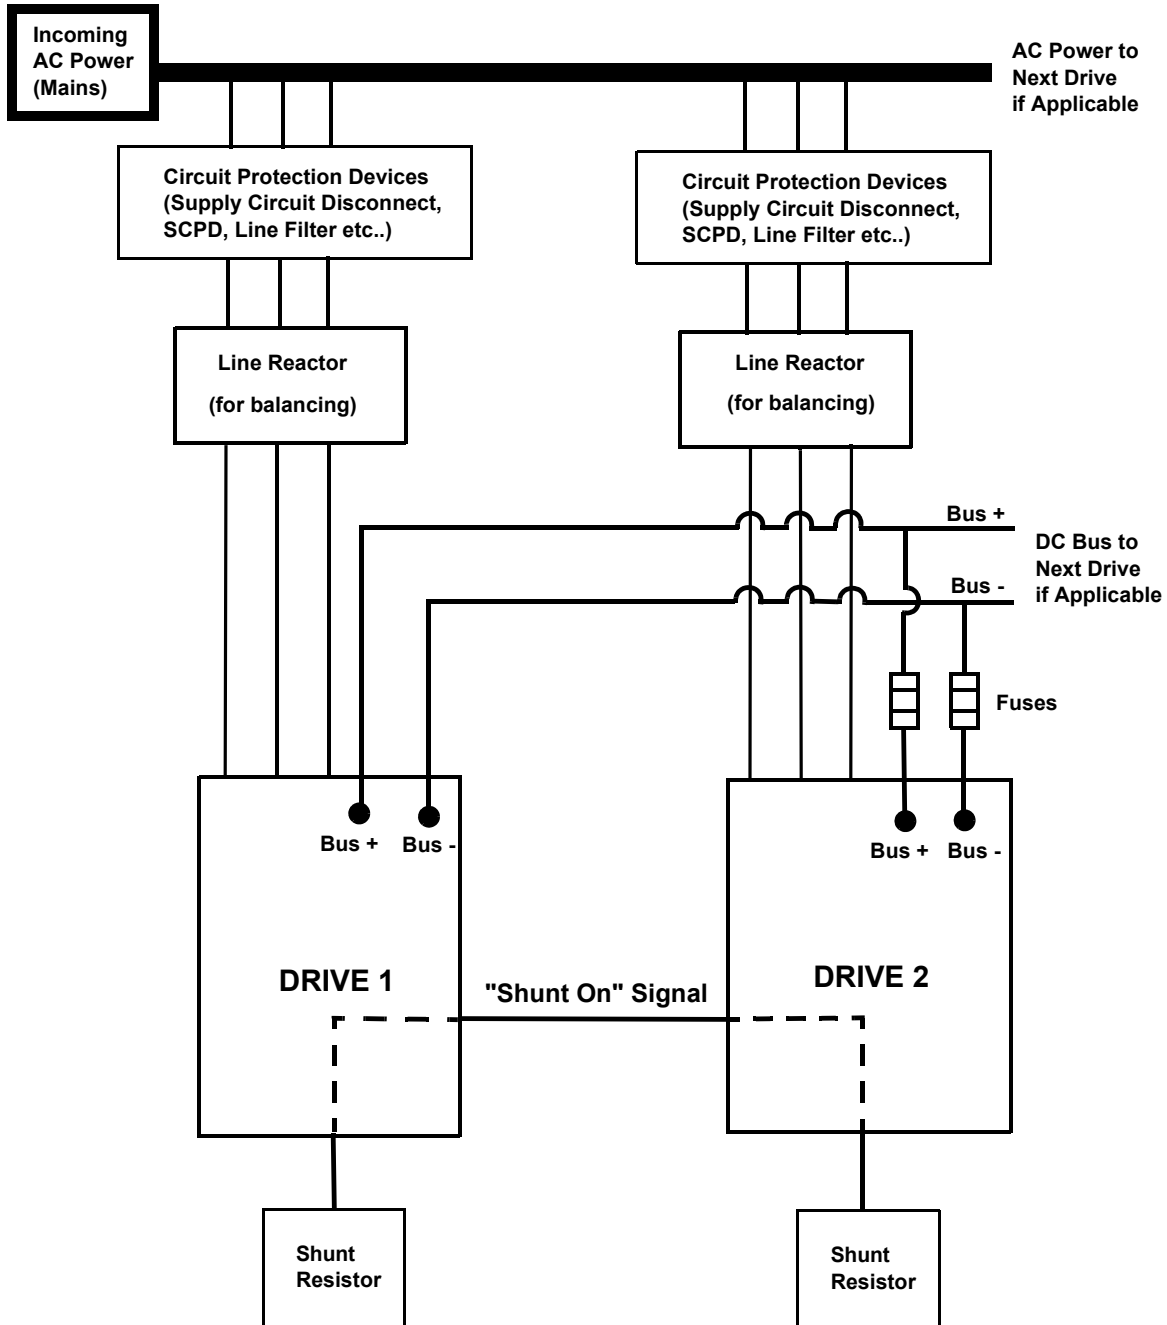 Incoming
AC Power
(Mains)
AC Power to
Next Drive
if Applicable
Circuit Protection Devices
(Supply Circuit Disconnect,
SCPD, Line Filter etc..)
Circuit Protection Devices
(Supply Circuit Disconnect,
SCPD, Line Filter etc..)
Line Reactor
(for balancing)
Line Reactor
(for balancing)
Bus +
Bus -
DC Bus to
Next Drive
if Applicable
Fuses
Bus +
Bus -
Bus +
Bus -
DRIVE 1
"Shunt On" Signal
DRIVE 2
Shunt
Resistor
Shunt
Resistor